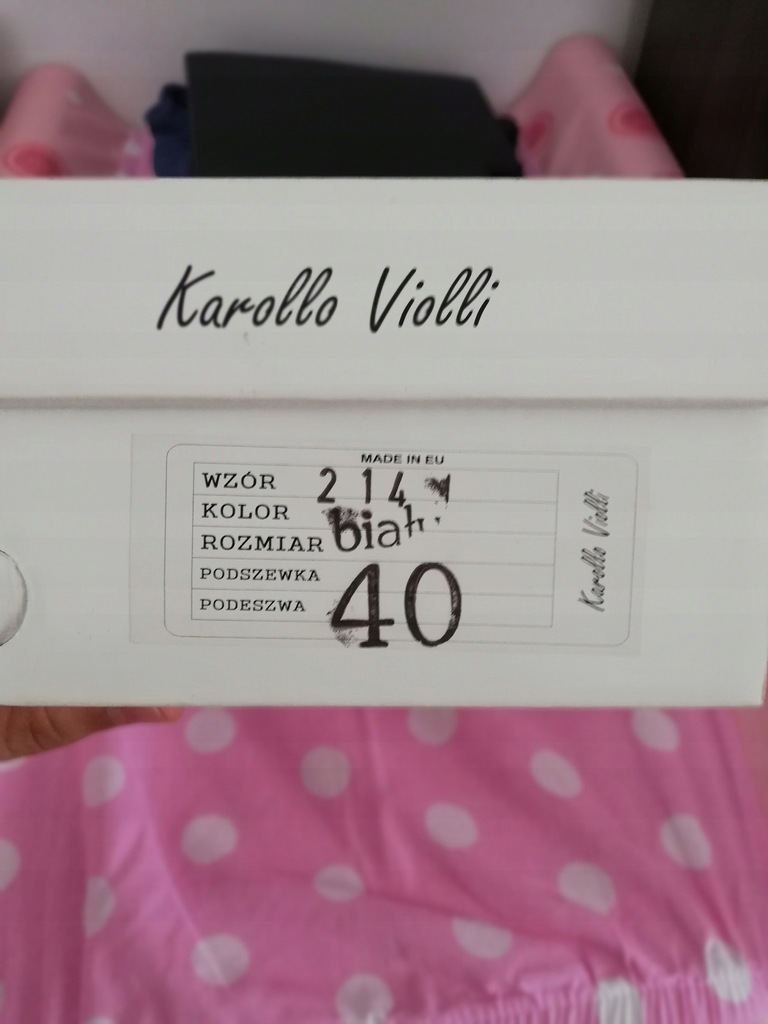 Karollo Violli
MADE IN EU
WZÓR 214
KOLOR
ROZMIAR
PODSZEWKA
PODESZWA 40
Karollo Violli